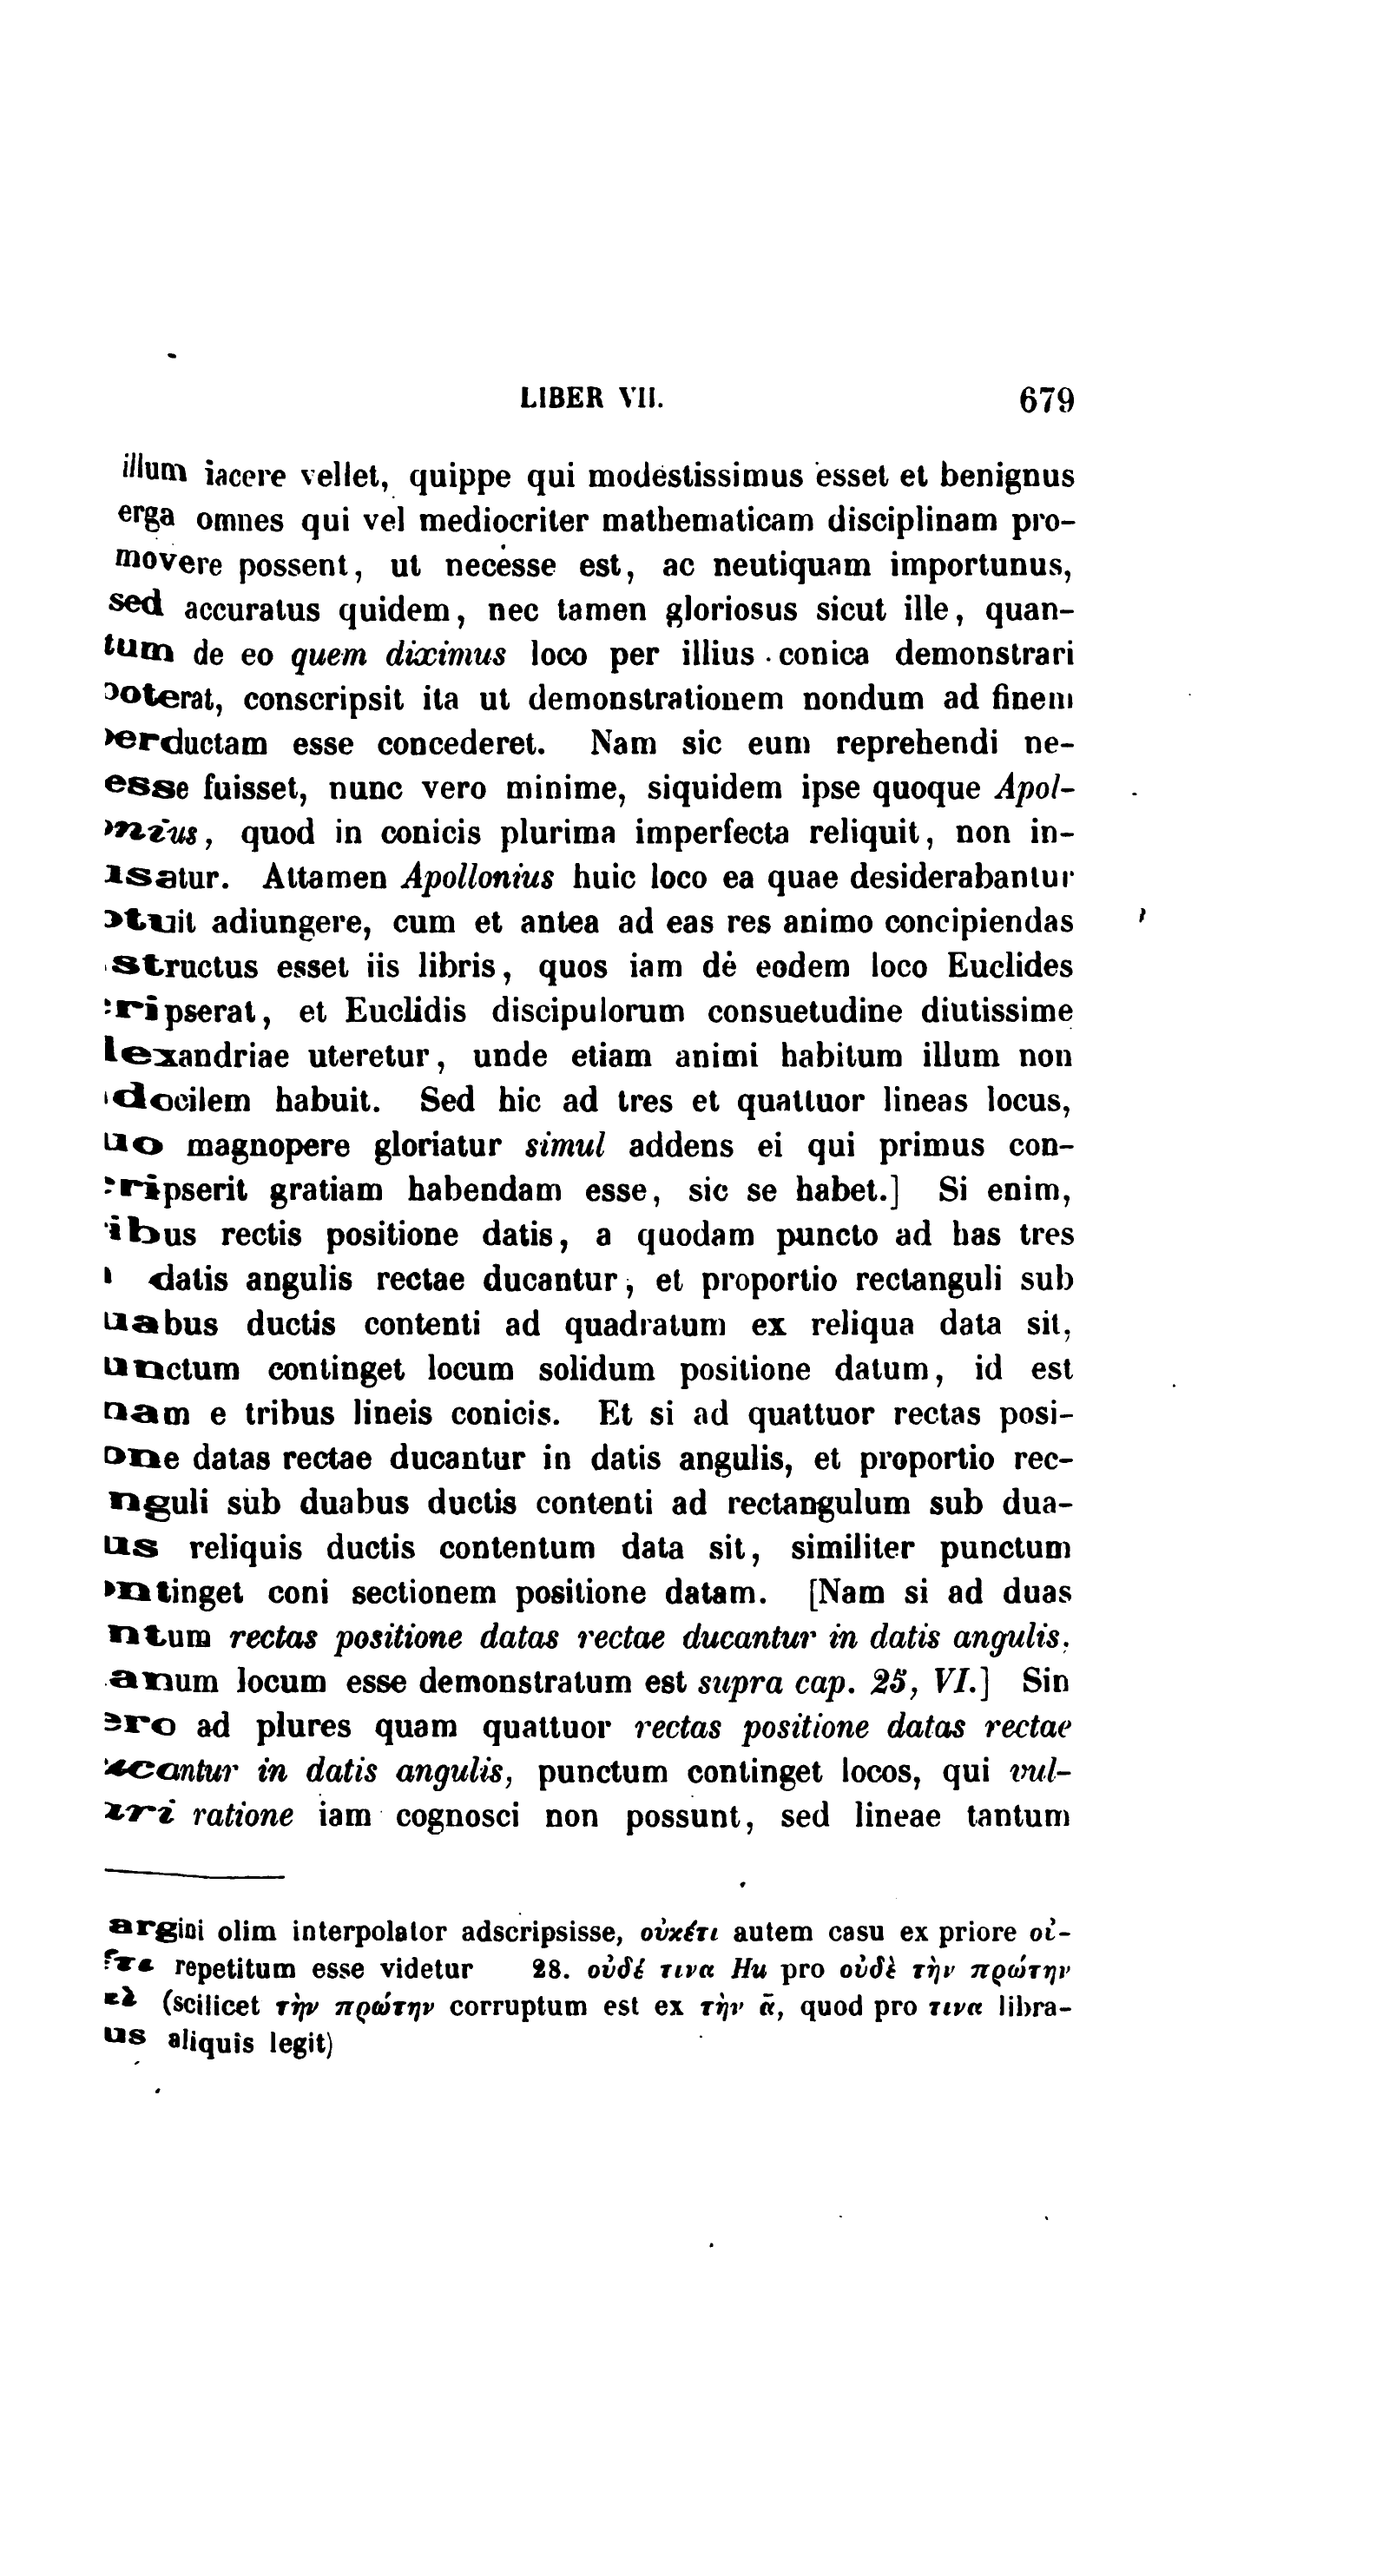 LIBER VII. 679
illum iacere vellet, quippe qui modestissimus esset et benignus
erga omnes qui vel mediocriter mathematicam disciplinam pro-
movere possent, ut necesse est, ac neutiquam importunus,
sed accuratus quidem, nec tamen gloriosus sicut ille, quan-
tum de eo quem diximus loco per illius conica demonstrari
poterat, conscripsit ita ut demonstrationem nondum ad finem
perductam esse concederet. Nam sic eum reprehendi ne-
esse fuisset, nunc vero minime, siquidem ipse quoque Apol-
onius, quod in conicis plurima imperfecta reliquit, non in-
usatur. Attamen Apollonius huic loco ea quae desiderabantur
otuit adiungere, cum et antea ad eas res animo concipiendas
structus esset iis libris, quos iam de eodem loco Euclides
cripserat, et Euclidis discipulorum consuetudine diutissime
lexandriae uteretur, unde etiam animi habitum illum non
docilem habuit. Sed hic ad tres et quattuor lineas locus,
uo magnopere gloriatur simul addens ei qui primus con-
cripserit gratiam habendam esse, sic se habet.] Si enim,
ibus rectis positione datis, a quodam puncto ad has tres
datis angulis rectae ducantur, et proportio rectanguli sub
uabus ductis contenti ad quadratum ex reliqua data sit,
unctum continget locum solidum positione datum, id est
nam e tribus lineis conicis. Et si ad quattuor rectas posi-
one datas rectae ducantur in datis angulis, et proportio rec-
nguli sub duabus ductis contenti ad rectangulum sub dua-
us reliquis ductis contentum data sit, similiter punctum
ontinget coni sectionem positione datam. [Nam si ad duas
ntum rectas positione datas rectae ducantur in datis angulis,
anum locum esse demonstratum est supra cap. 25, VI.] Sin
ero ad plures quam quattuor rectas positione datas rectae
ucantur in datis angulis, punctum continget locos, qui vul-
ari ratione iam cognosci non possunt, sed lineae tantum
argini olim interpolator adscripsisse, οὐκέτι autem casu ex priore οὐ-
έτι repetitum esse videtur 28. οὐδέ τινα Hu pro οὐδὲ τὴν πρώτην
(scilicet τὴν πρώτην corruptum est ex τὴν ᾱ, quod pro τινα libra-
us aliquis legit)